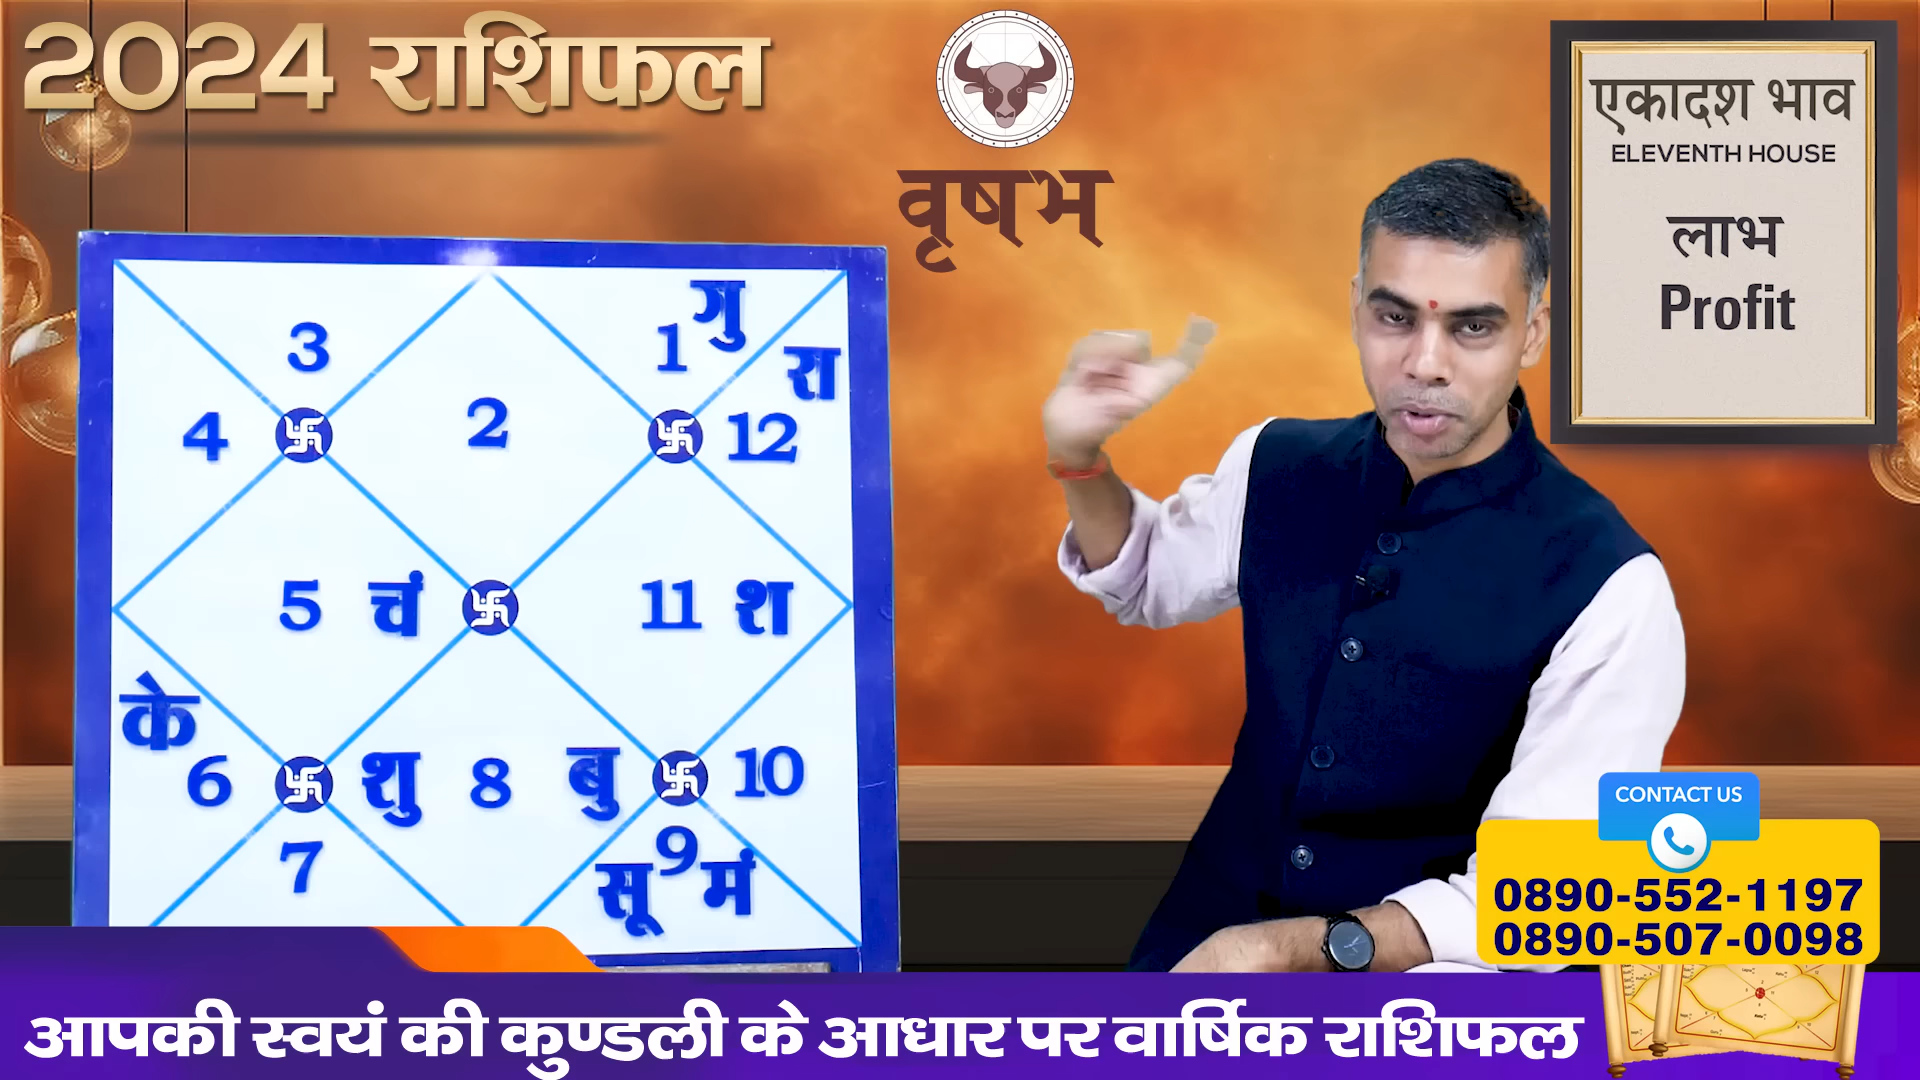 2024 राशिफल
वृषभ
एकादश भाव
ELEVENTH HOUSE
लाभ
Profit
3
1 गु
रा
4
2
12
5 चं
11 श
के
6
शु 8 बु
10
7
सू 9 मं
CONTACT US
0890-552-1197
0890-507-0098
आपकी स्वयं की कुण्डली के आधार पर वार्षिक राशिफल